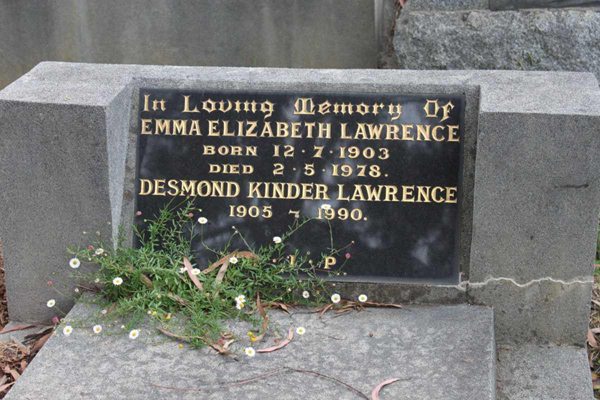 In Loving Memory Of
EMMA ELIZABETH LAWRENCE
BORN 12·7·1903
DIED 2·5·1978.
DESMOND KINDER LAWRENCE
1905 - 1990.
I P